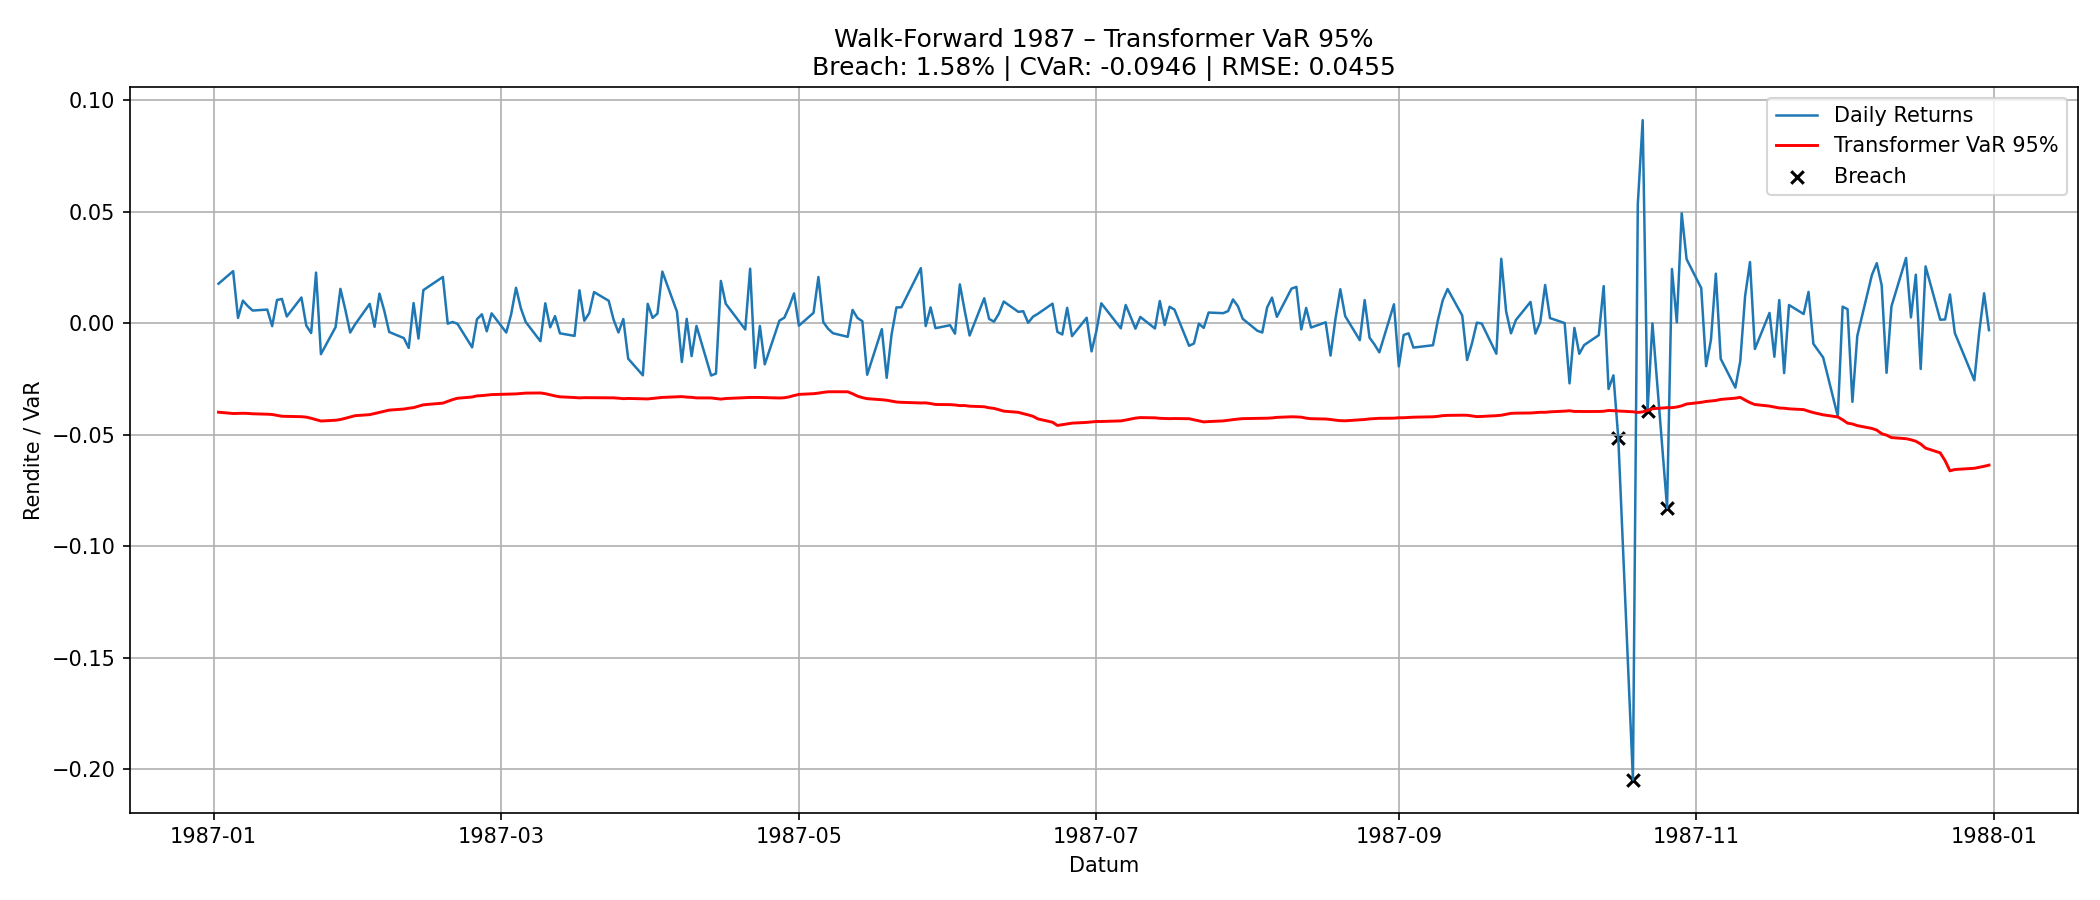 Walk-Forward 1987 – Transformer VaR 95%
Breach: 1.58% | CVaR: -0.0946 | RMSE: 0.0455
Daily Returns
Transformer VaR 95%
Breach
Rendite / VaR
0.10
0.05
0.00
−0.05
−0.10
−0.15
−0.20
1987-01
1987-03
1987-05
1987-07
1987-09
1987-11
1988-01
Datum